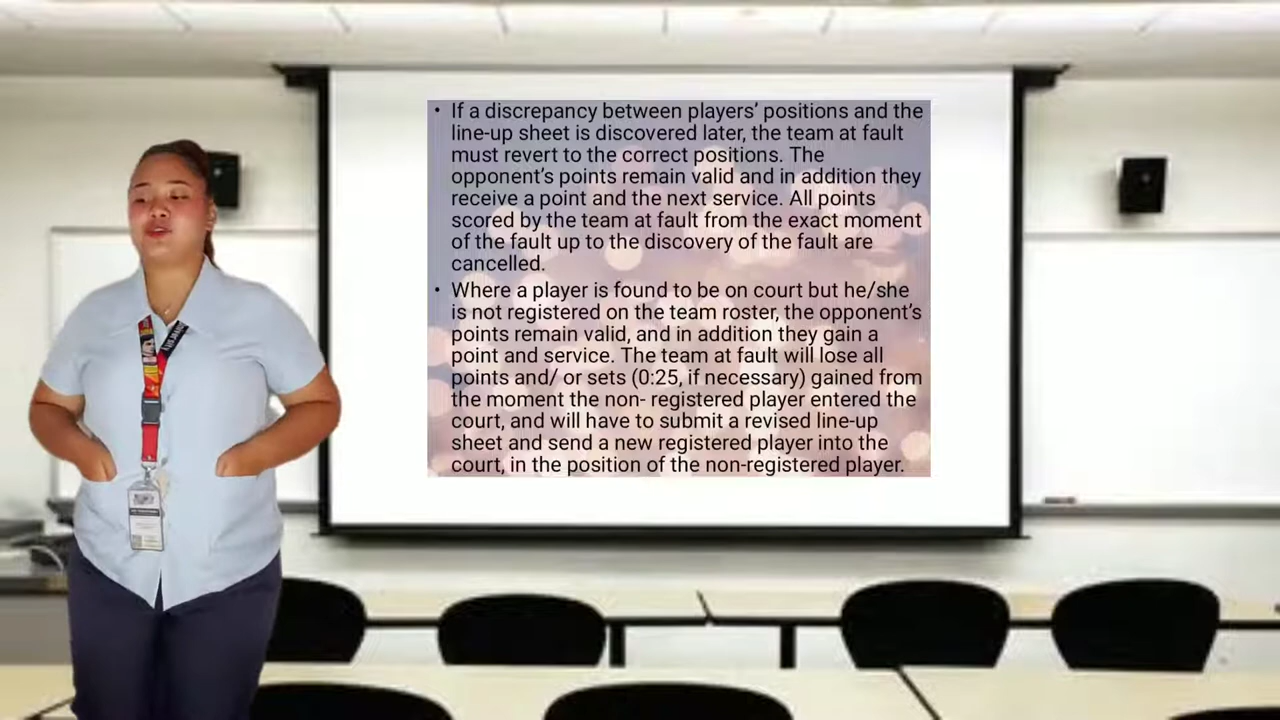 • If a discrepancy between players’ positions and the
line-up sheet is discovered later, the team at fault
must revert to the correct positions. The
opponent’s points remain valid and in addition they
receive a point and the next service. All points
scored by the team at fault from the exact moment
of the fault up to the discovery of the fault are
cancelled.
• Where a player is found to be on court but he/she
is not registered on the team roster, the opponent’s
points remain valid, and in addition they gain a
point and service. The team at fault will lose all
points and/ or sets (0:25, if necessary) gained from
the moment the non- registered player entered the
court, and will have to submit a revised line-up
sheet and send a new registered player into the
court, in the position of the non-registered player.